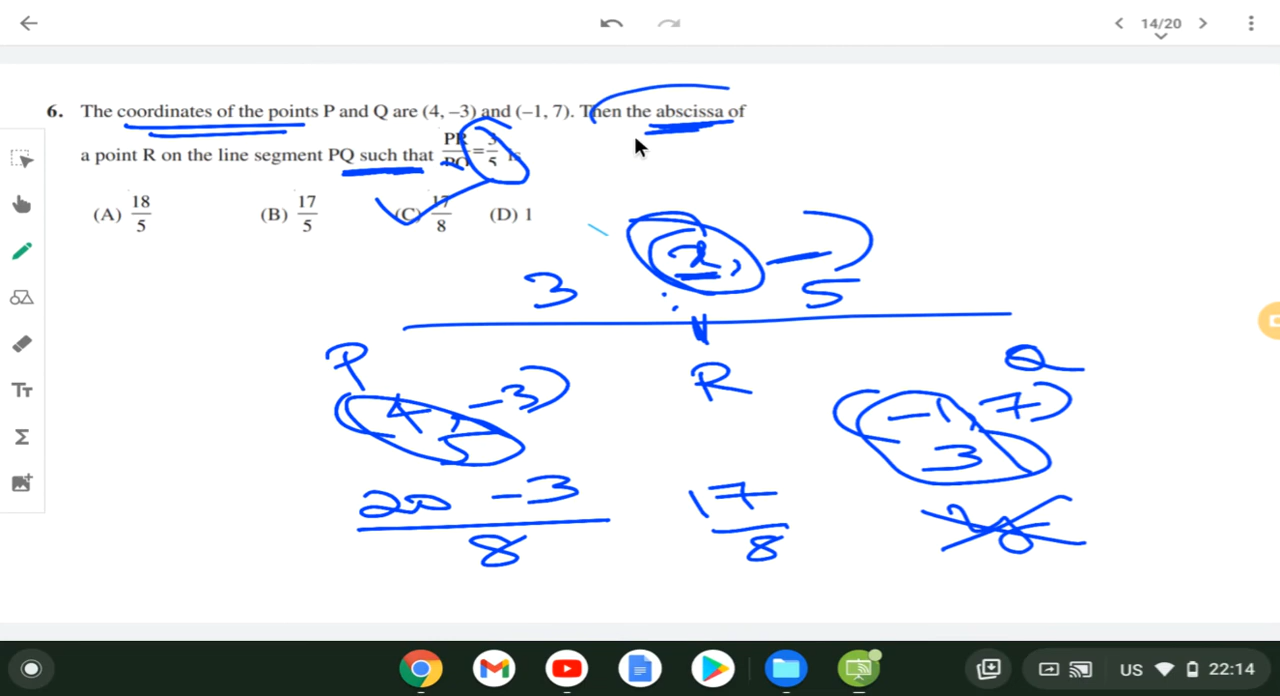 14/20
6. The coordinates of the points P and Q are (4, –3) and (–1, 7). Then the abscissa of
a point R on the line segment PQ such that PR/PQ = 3/5 is
(A) 18/5 (B) 17/5 (C) 17/8 (D) 1
(x, —)
3 5
P R Q
(4, -3) (-1, 7)
5 3
20 -3 / 8 17/8
Tт
Σ
US 22:14